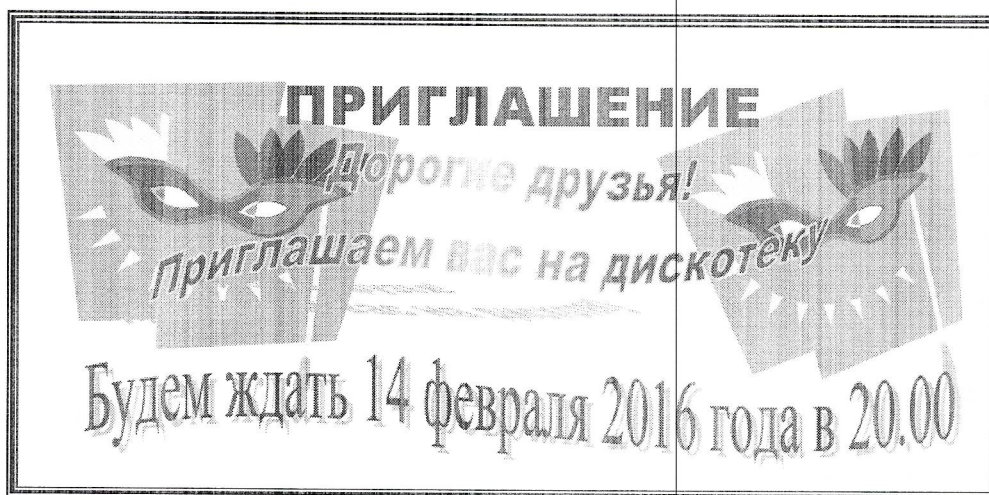 ПРИГЛАШЕНИЕ
Дорогие друзья!
Приглашаем вас на дискотеку
Будем ждать 14 февраля 2016 года в 20.00